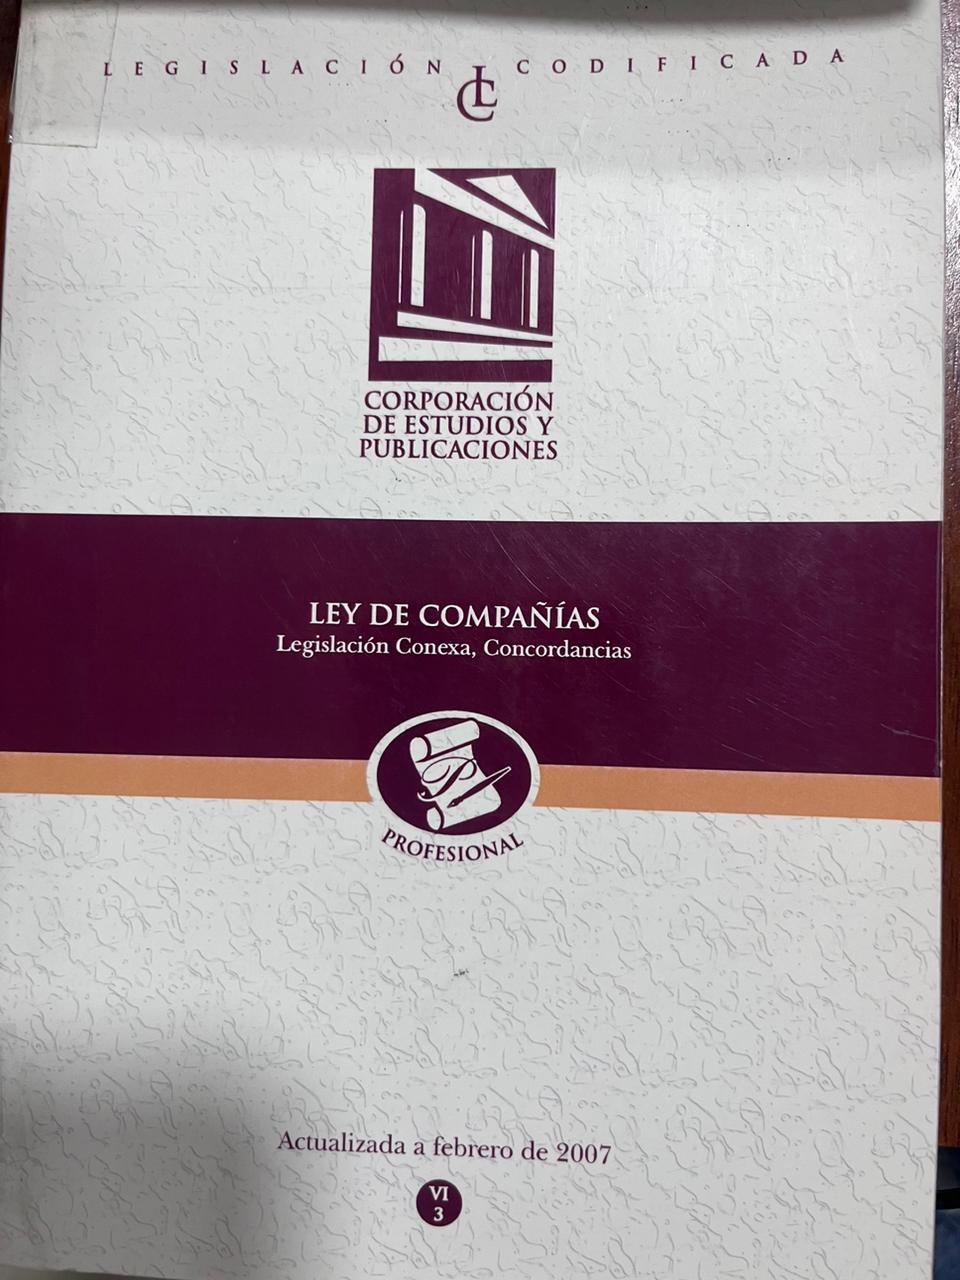 LEGISLACIÓN LC CODIFICADA
CORPORACIÓN
DE ESTUDIOS Y
PUBLICACIONES
LEY DE COMPAÑÍAS
Legislación Conexa, Concordancias
P
PROFESIONAL
Actualizada a febrero de 2007
VI
3